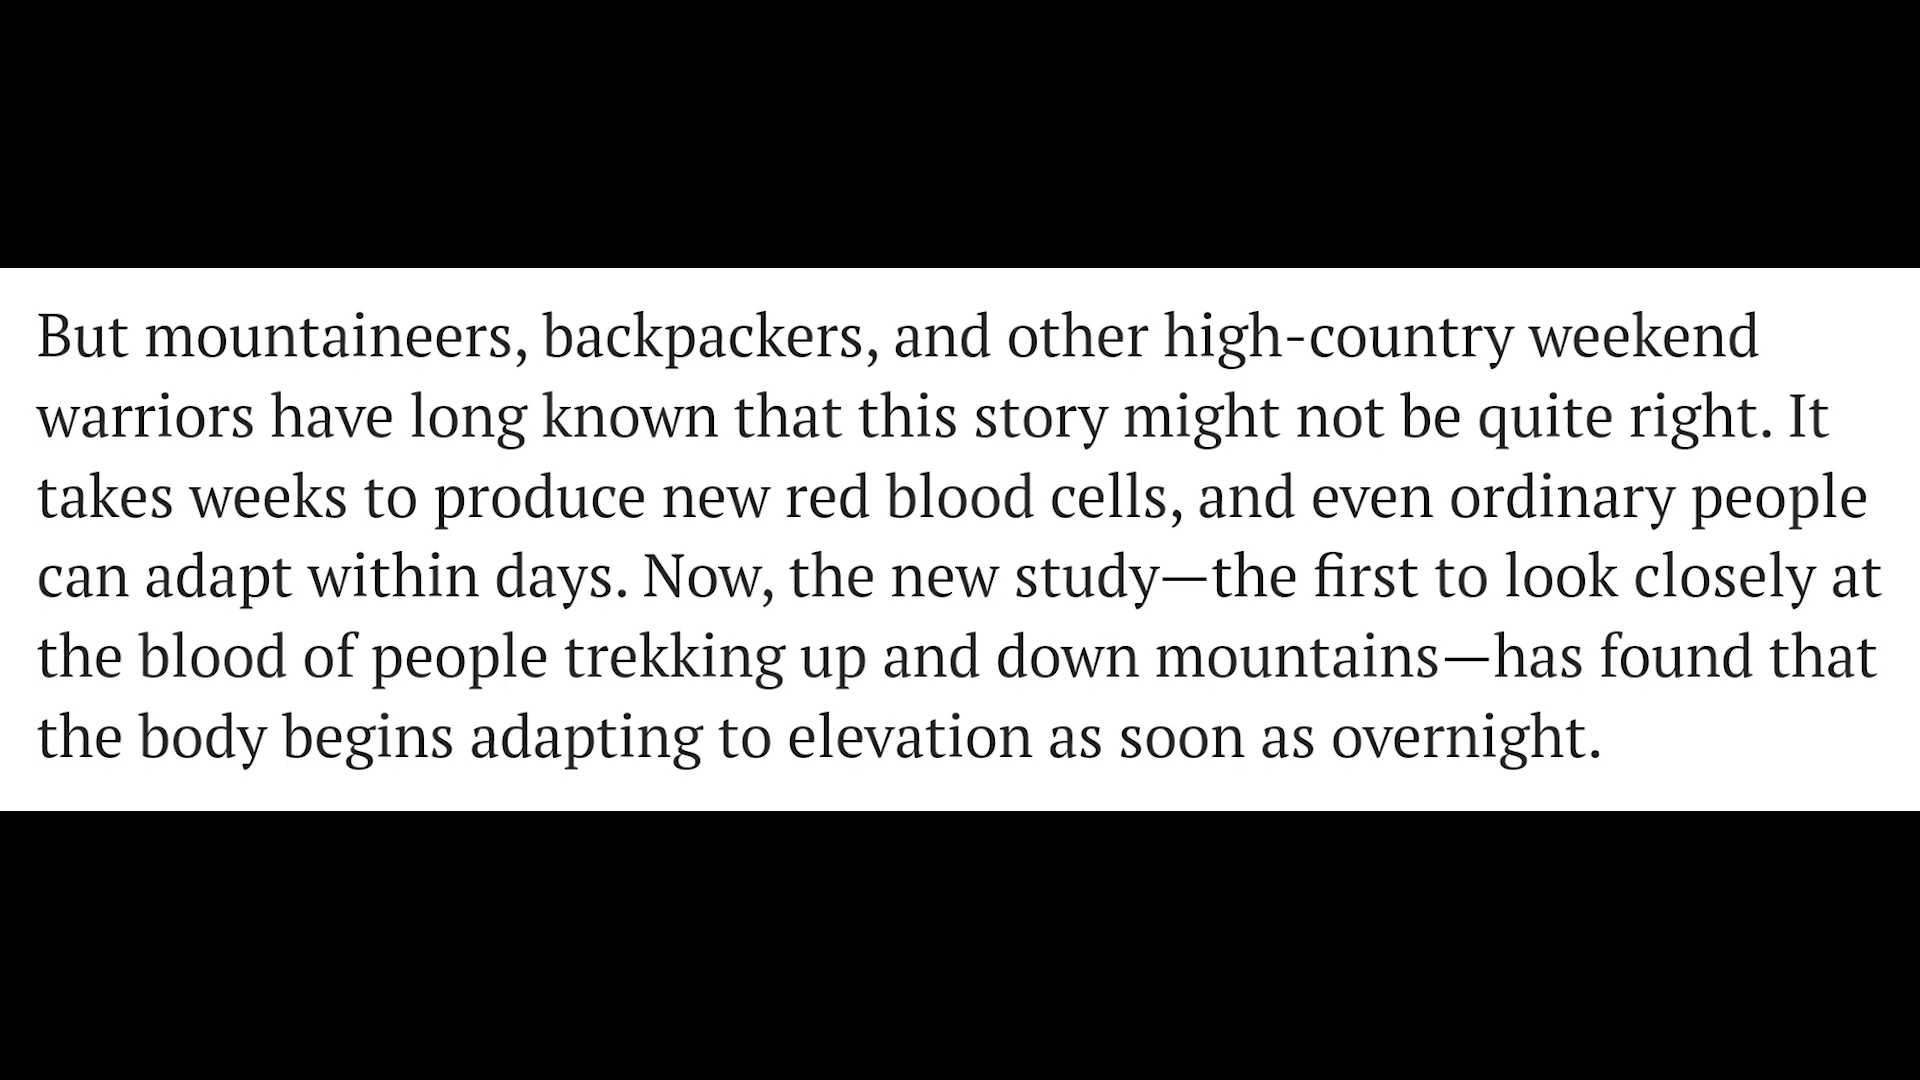 But mountaineers, backpackers, and other high-country weekend
warriors have long known that this story might not be quite right. It
takes weeks to produce new red blood cells, and even ordinary people
can adapt within days. Now, the new study—the first to look closely at
the blood of people trekking up and down mountains—has found that
the body begins adapting to elevation as soon as overnight.